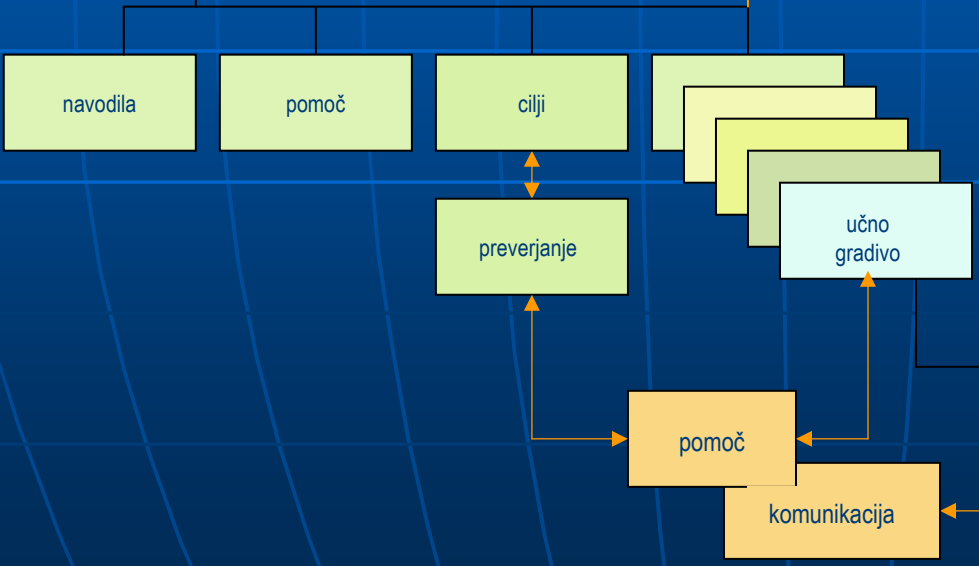 navodila
pomoč
cilji
preverjanje
učno
gradivo
pomoč
komunikacija